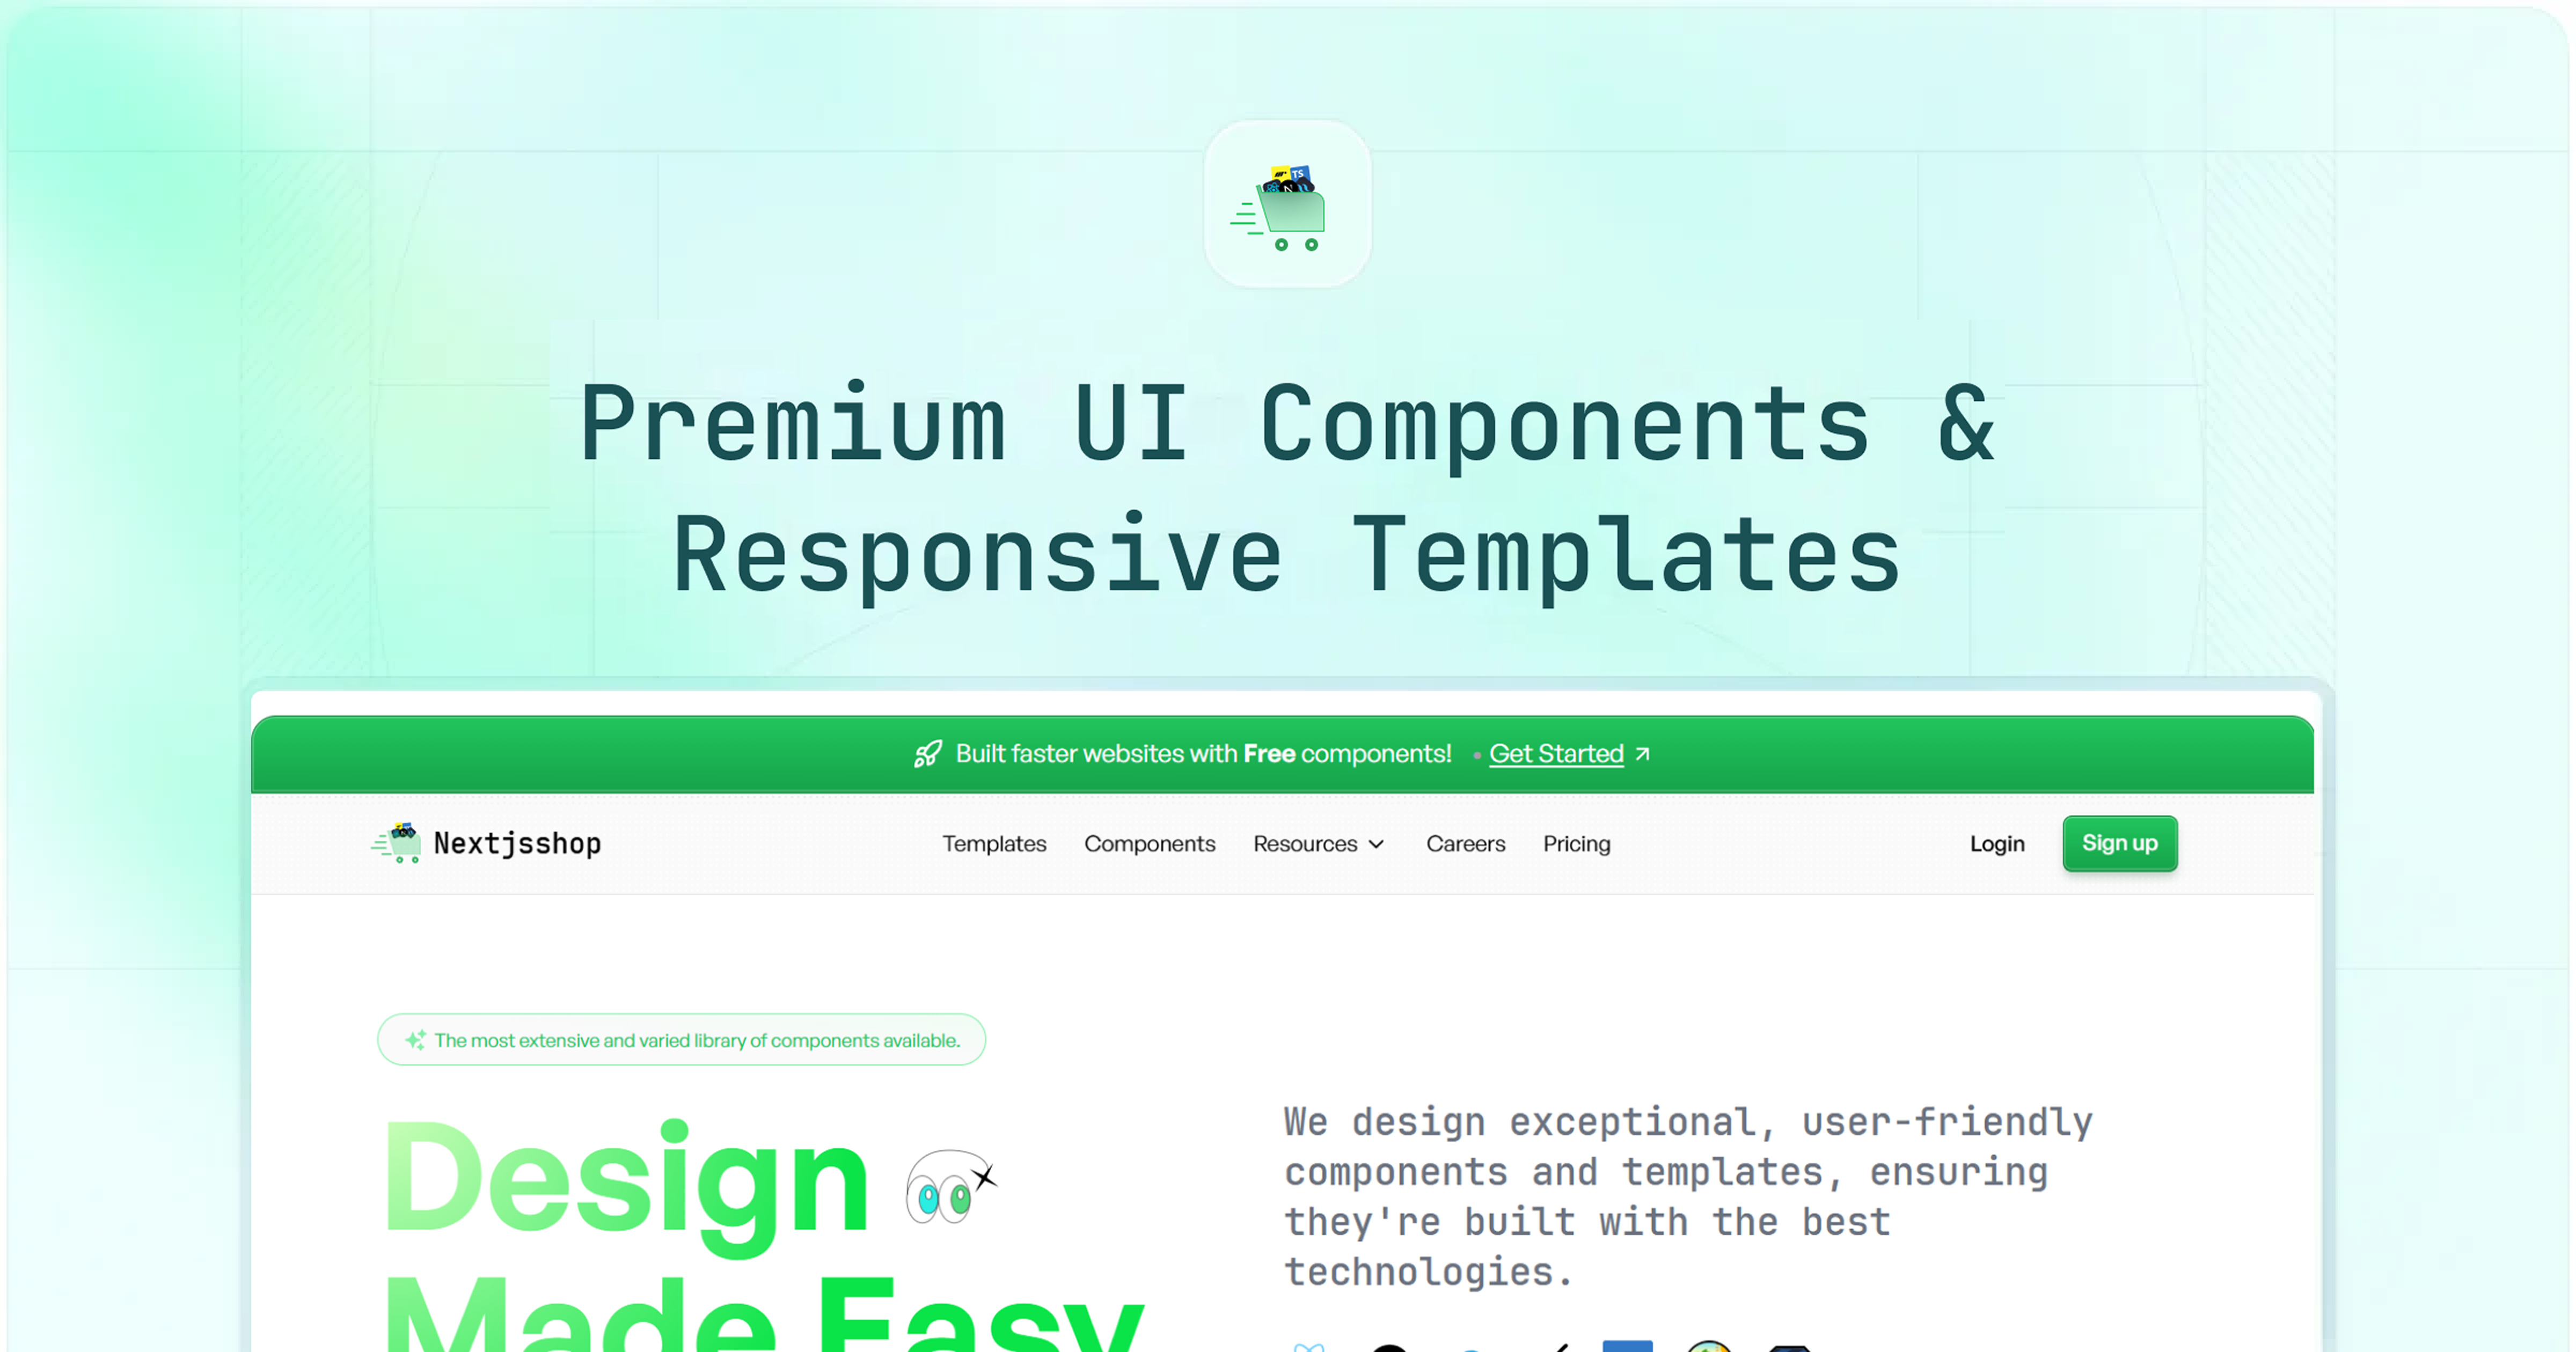 TS
N
Premium UI Components &
Responsive Templates
Built faster websites with Free components! • Get Started
Nextjsshop
Templates Components Resources Careers Pricing
Login Sign up
The most extensive and varied library of components available.
Design
Made Easy
We design exceptional, user-friendly
components and templates, ensuring
they're built with the best
technologies.